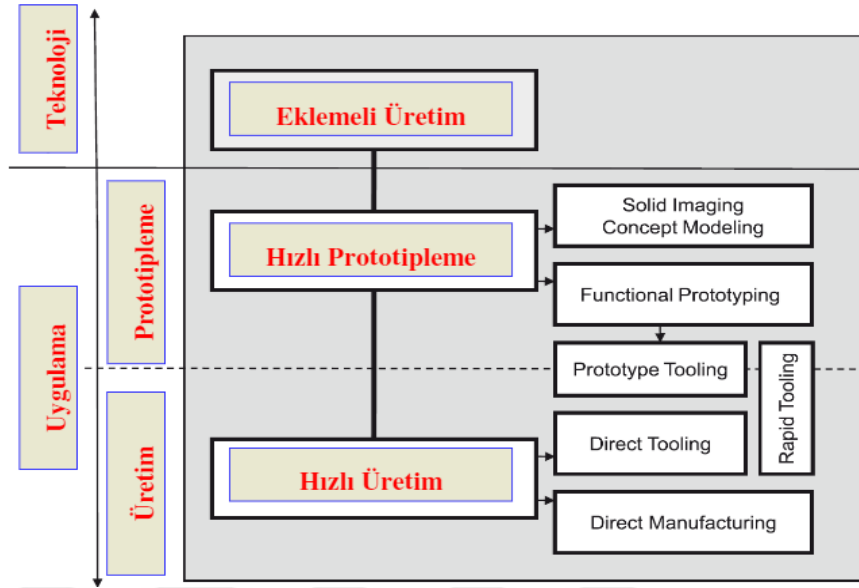 Teknoloji
Eklemeli Üretim
Uygulama
Prototipleme
Hızlı Prototipleme
Solid Imaging
Concept Modeling
Functional Prototyping
Prototype Tooling
Rapid Tooling
Üretim
Hızlı Üretim
Direct Tooling
Direct Manufacturing